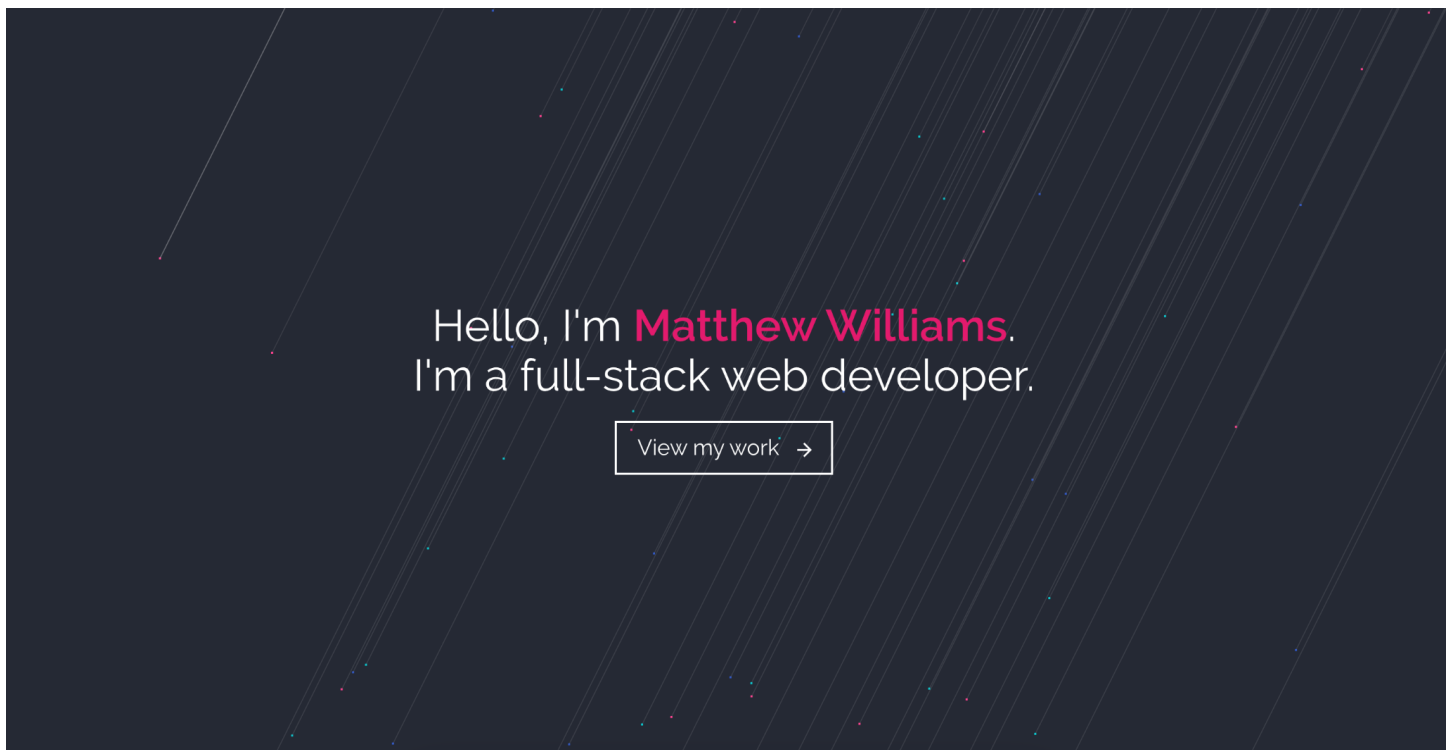 Hello, I'm Matthew Williams.
I'm a full-stack web developer.
View my work →